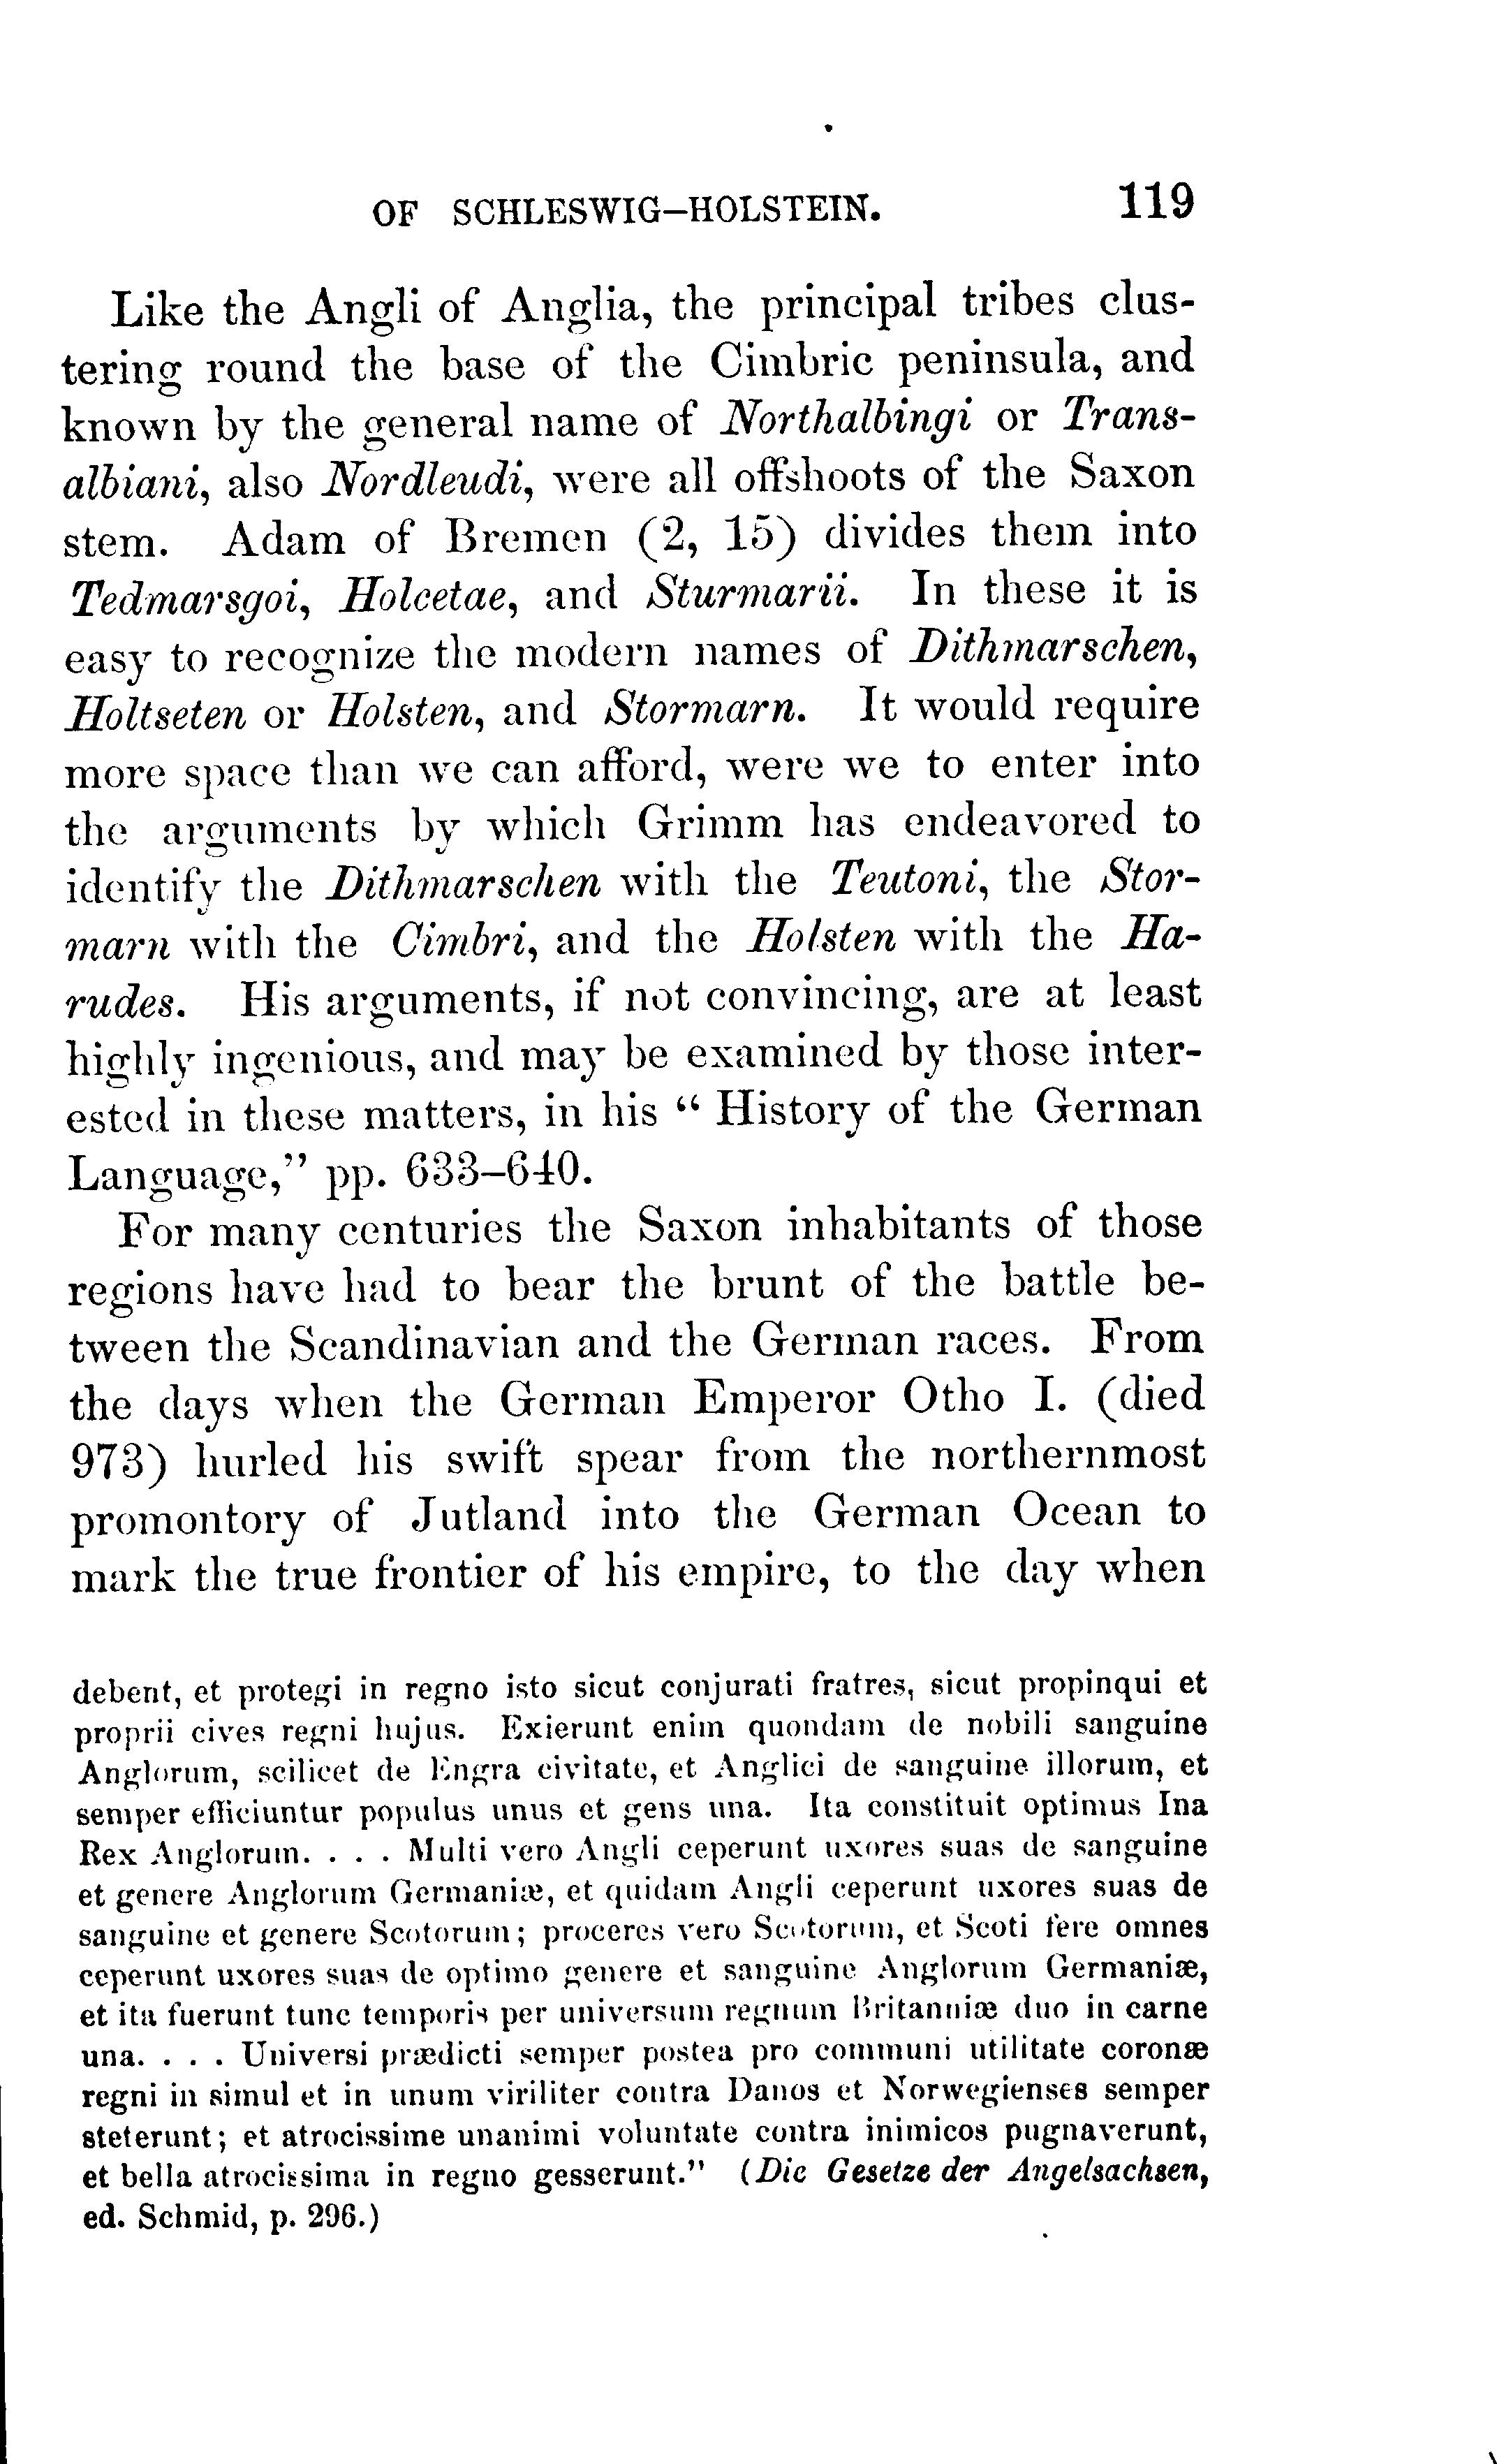 OF SCHLESWIG-HOLSTEIN. 119
Like the Angli of Anglia, the principal tribes clus-
tering round the base of the Cimbric peninsula, and
known by the general name of Northalbingi or Trans-
albiani, also Nordleudi, were all offshoots of the Saxon
stem. Adam of Bremen (2, 15) divides them into
Tedmarsgoi, Holcetae, and Sturmarii. In these it is
easy to recognize the modern names of Dithmarschen,
Holtseten or Holsten, and Stormarn. It would require
more space than we can afford, were we to enter into
the arguments by which Grimm has endeavored to
identify the Dithmarschen with the Teutoni, the Stor-
marn with the Cimbri, and the Holsten with the Ha-
rudes. His arguments, if not convincing, are at least
highly ingenious, and may be examined by those inter-
ested in these matters, in his “ History of the German
Language,” pp. 633–640.
For many centuries the Saxon inhabitants of those
regions have had to bear the brunt of the battle be-
tween the Scandinavian and the German races. From
the days when the German Emperor Otho I. (died
973) hurled his swift spear from the northernmost
promontory of Jutland into the German Ocean to
mark the true frontier of his empire, to the day when
debent, et protegi in regno isto sicut conjurati fratres, sicut propinqui et
proprii cives regni hujus. Exierunt enim quondam de nobili sanguine
Anglorum, scilicet de Engra civitate, et Anglici de sanguine illorum, et
semper efficiuntur populus unus et gens una. Ita constituit optimus Ina
Rex Anglorum. . . . Multi vero Angli ceperunt uxores suas de sanguine
et genere Anglorum Germaniæ, et quidam Angli ceperunt uxores suas de
sanguine et genere Scotorum; proceres vero Scotorum, et Scoti fere omnes
ceperunt uxores suas de optimo genere et sanguine Anglorum Germaniæ,
et ita fuerunt tunc temporis per universum regnum Britanniæ duo in carne
una. . . . Universi prædicti semper postea pro communi utilitate coronæ
regni in simul et in unum viriliter contra Danos et Norwegienses semper
steterunt; et atrocissime unanimi voluntate contra inimicos pugnaverunt,
et bella atrocissima in regno gesserunt.” (Die Gesetze der Angelsachsen,
ed. Schmid, p. 296.)